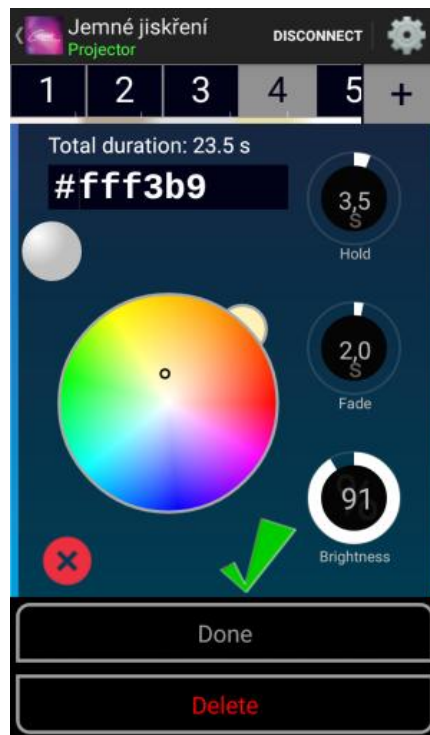 Jemné jiskření
Projector
DISCONNECT
1 2 3 4 5 +
Total duration: 23.5 s
#fff3b9
3,5
S
Hold
2,0
S
Fade
91
%
Brightness
Done
Delete